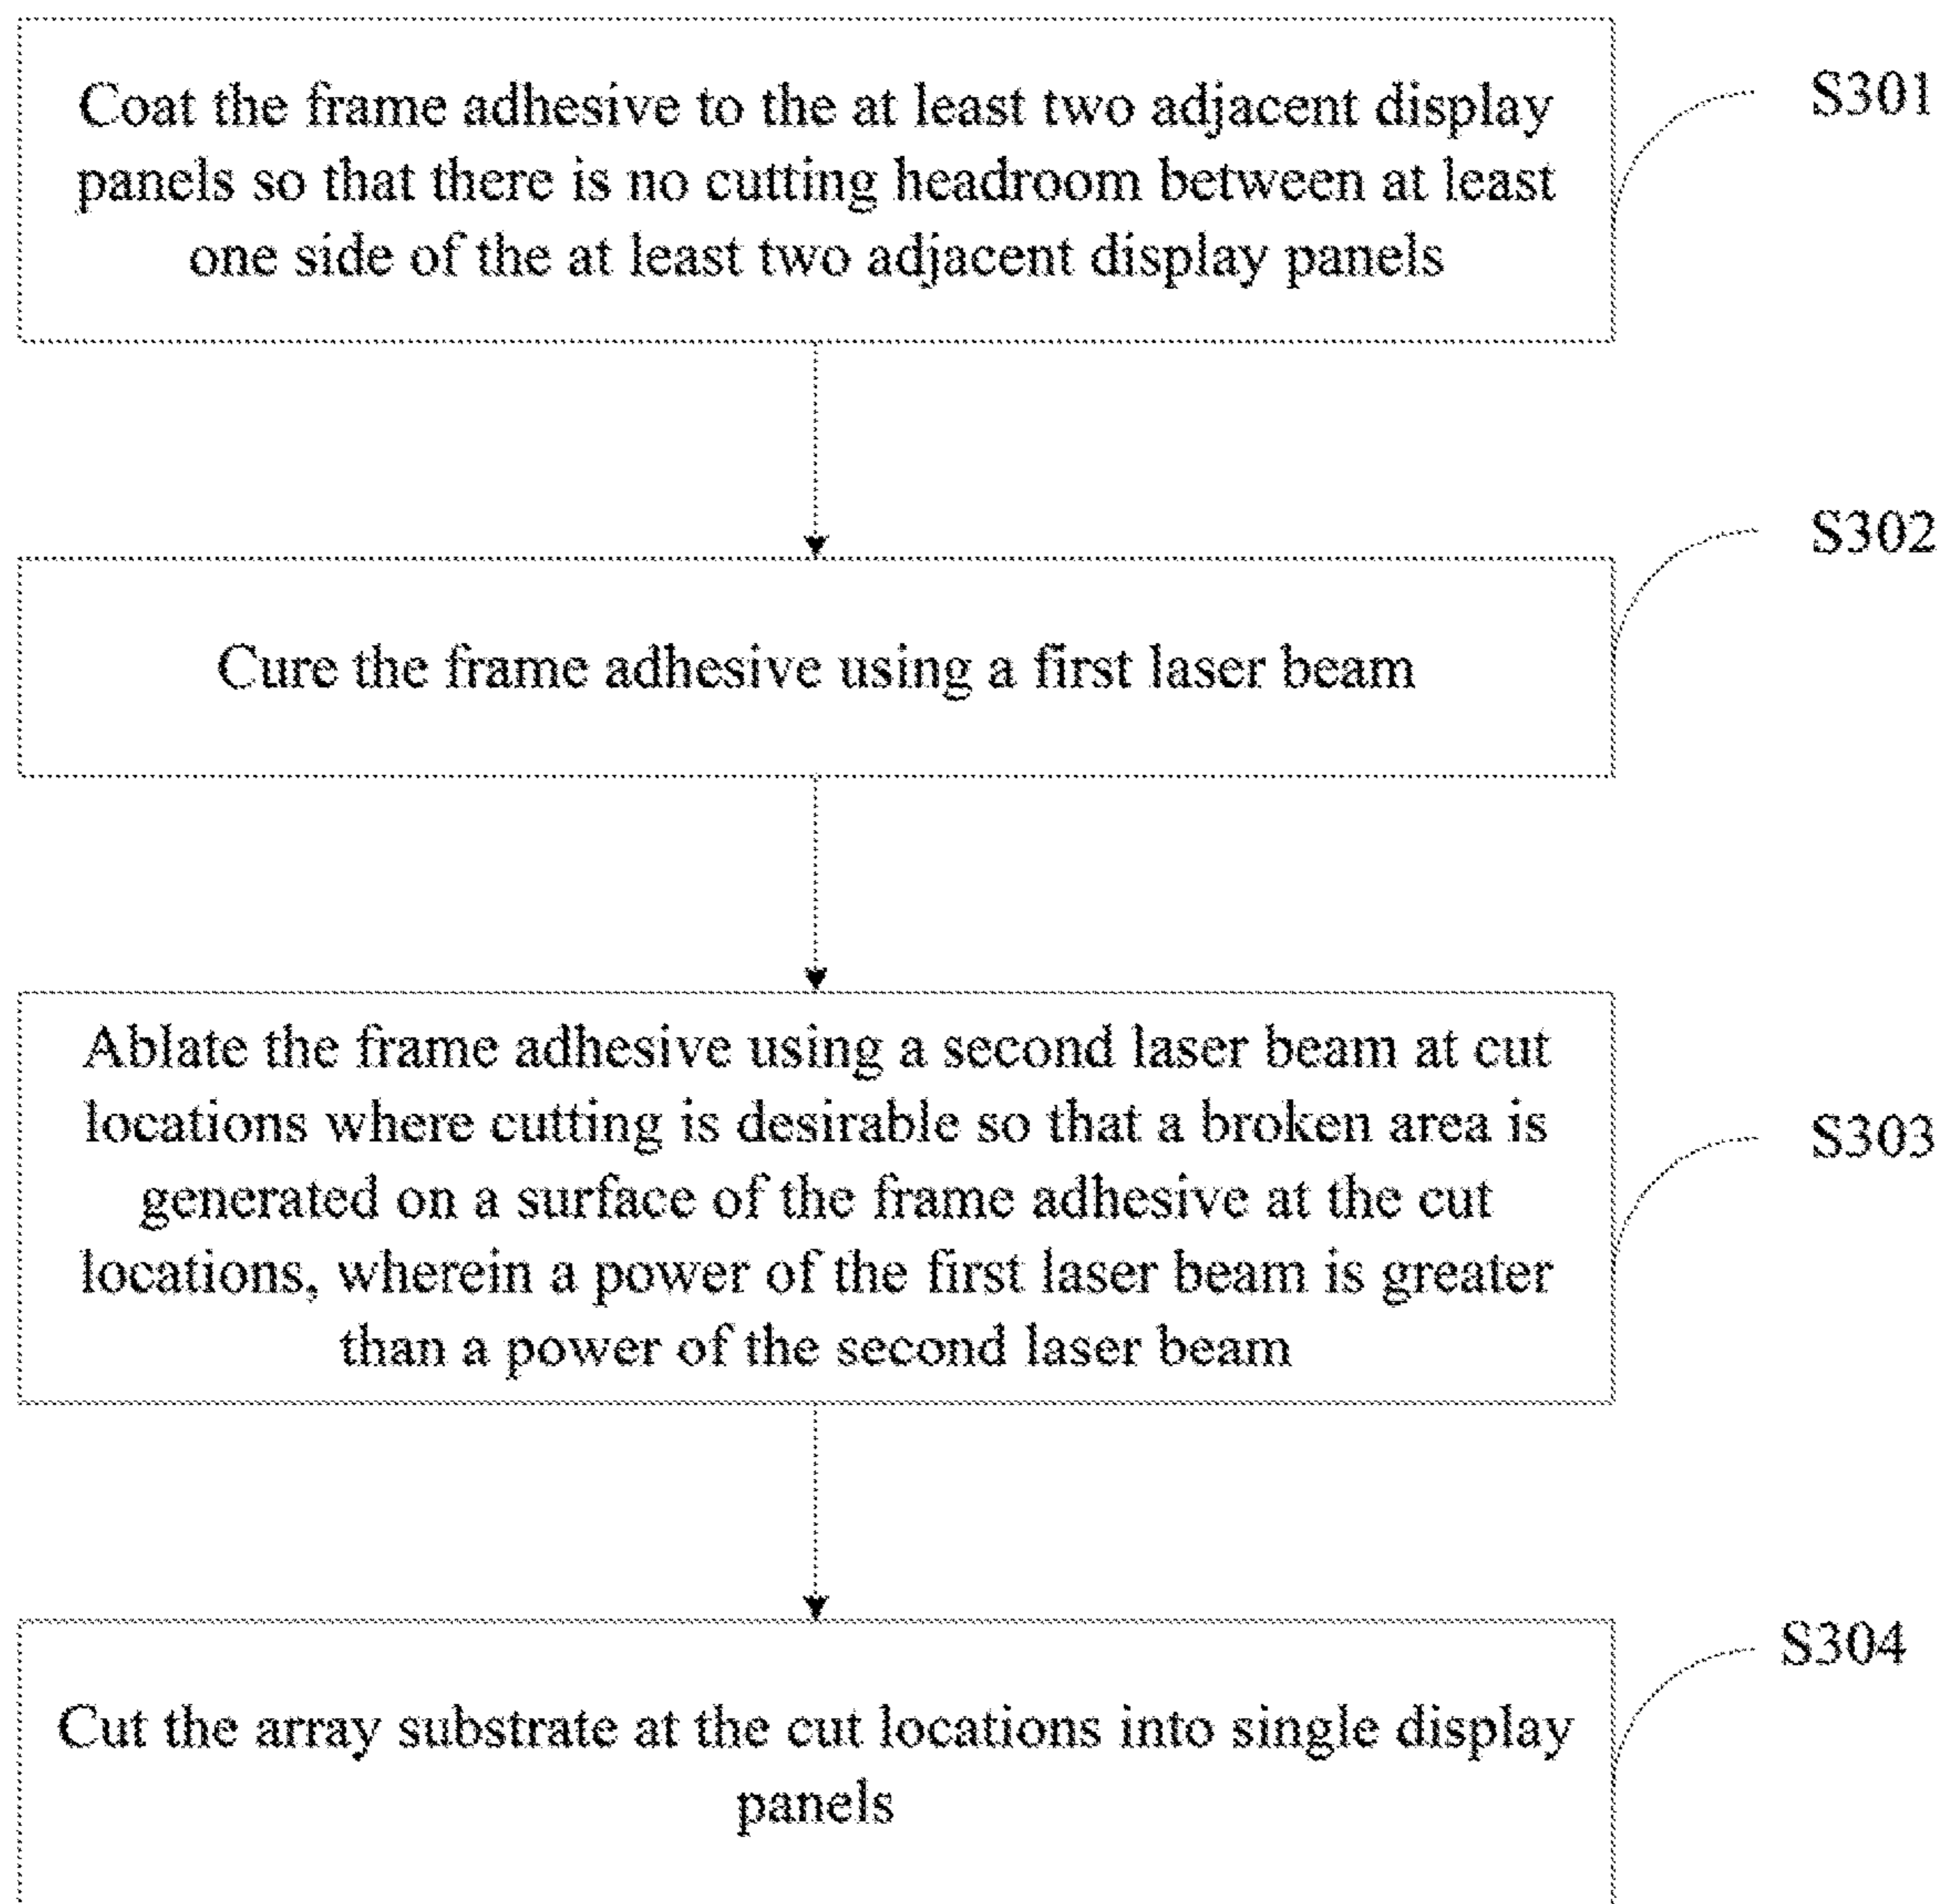 Coat the frame adhesive to the at least two adjacent display
panels so that there is no cutting headroom between at least
one side of the at least two adjacent display panels
S301
Cure the frame adhesive using a first laser beam
S302
Ablate the frame adhesive using a second laser beam at cut
locations where cutting is desirable so that a broken area is
generated on a surface of the frame adhesive at the cut
locations, wherein a power of the first laser beam is greater
than a power of the second laser beam
S303
Cut the array substrate at the cut locations into single display
panels
S304